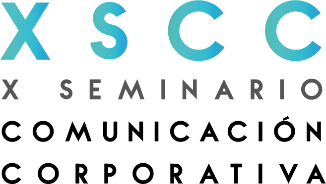 XSCC
X SEMINARIO
COMUNICACIÓN
CORPORATIVA